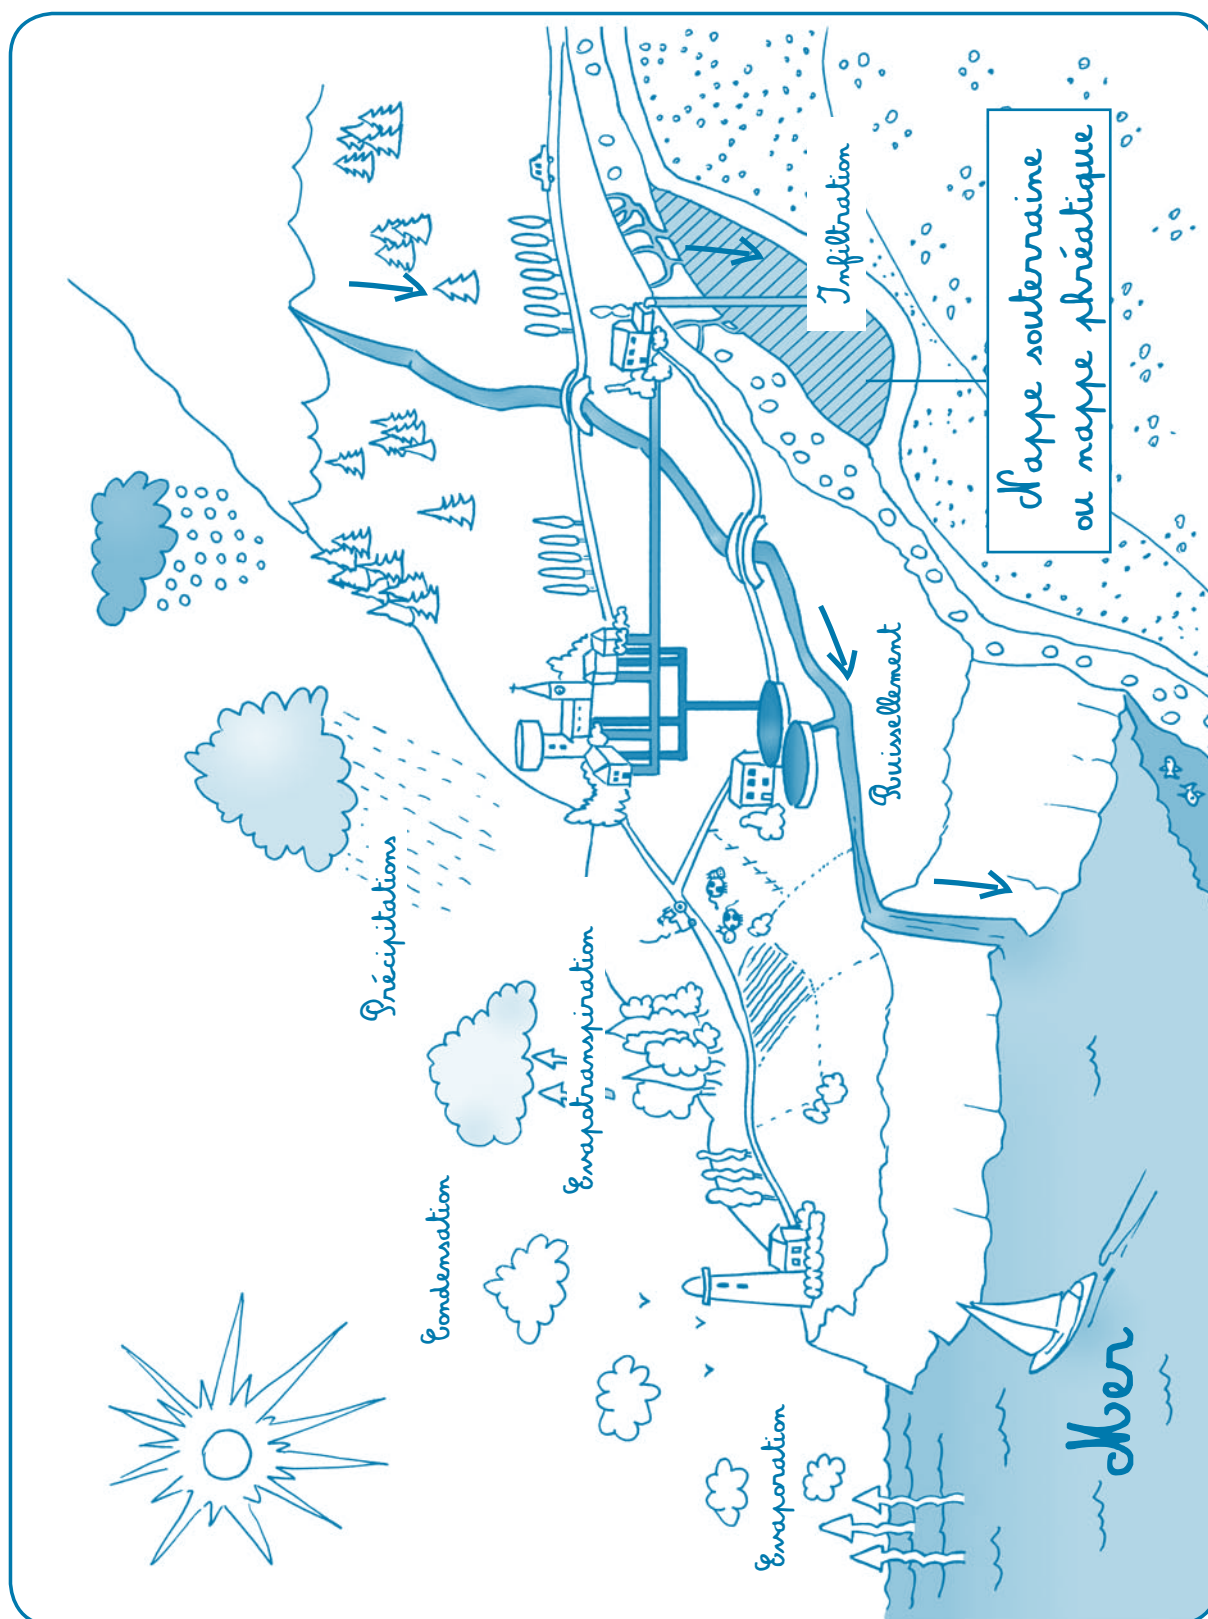 Evaporation
Condensation
Evapotranspiration
Précipitations
Ruissellement
Infiltration
Nappe souterraine
ou nappe phréatique
Mer